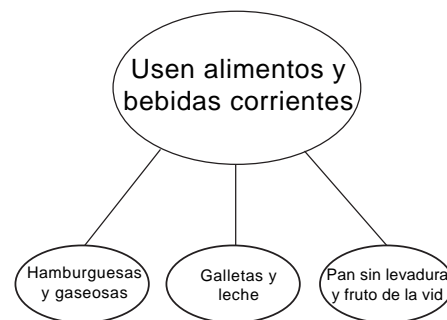 Usen alimentos y
bebidas corrientes
Hamburguesas
y gaseosas
Galletas y
leche
Pan sin levadura
y fruto de la vid